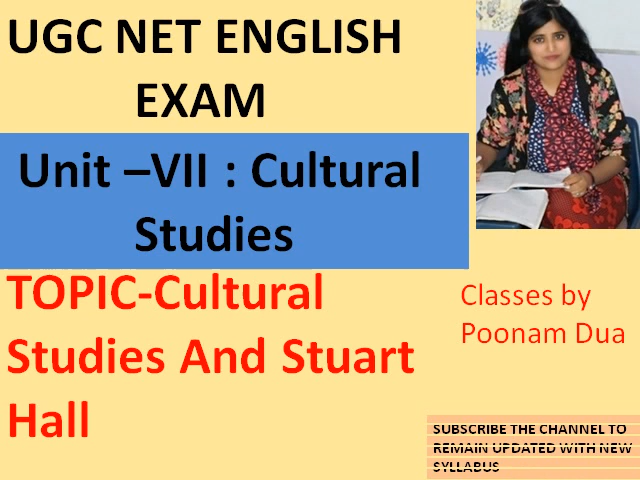 UGC NET ENGLISH
EXAM
Unit –VII : Cultural
Studies
TOPIC-Cultural
Studies And Stuart
Hall
Classes by
Poonam Dua
SUBSCRIBE THE CHANNEL TO
REMAIN UPDATED WITH NEW
SYLLABUS